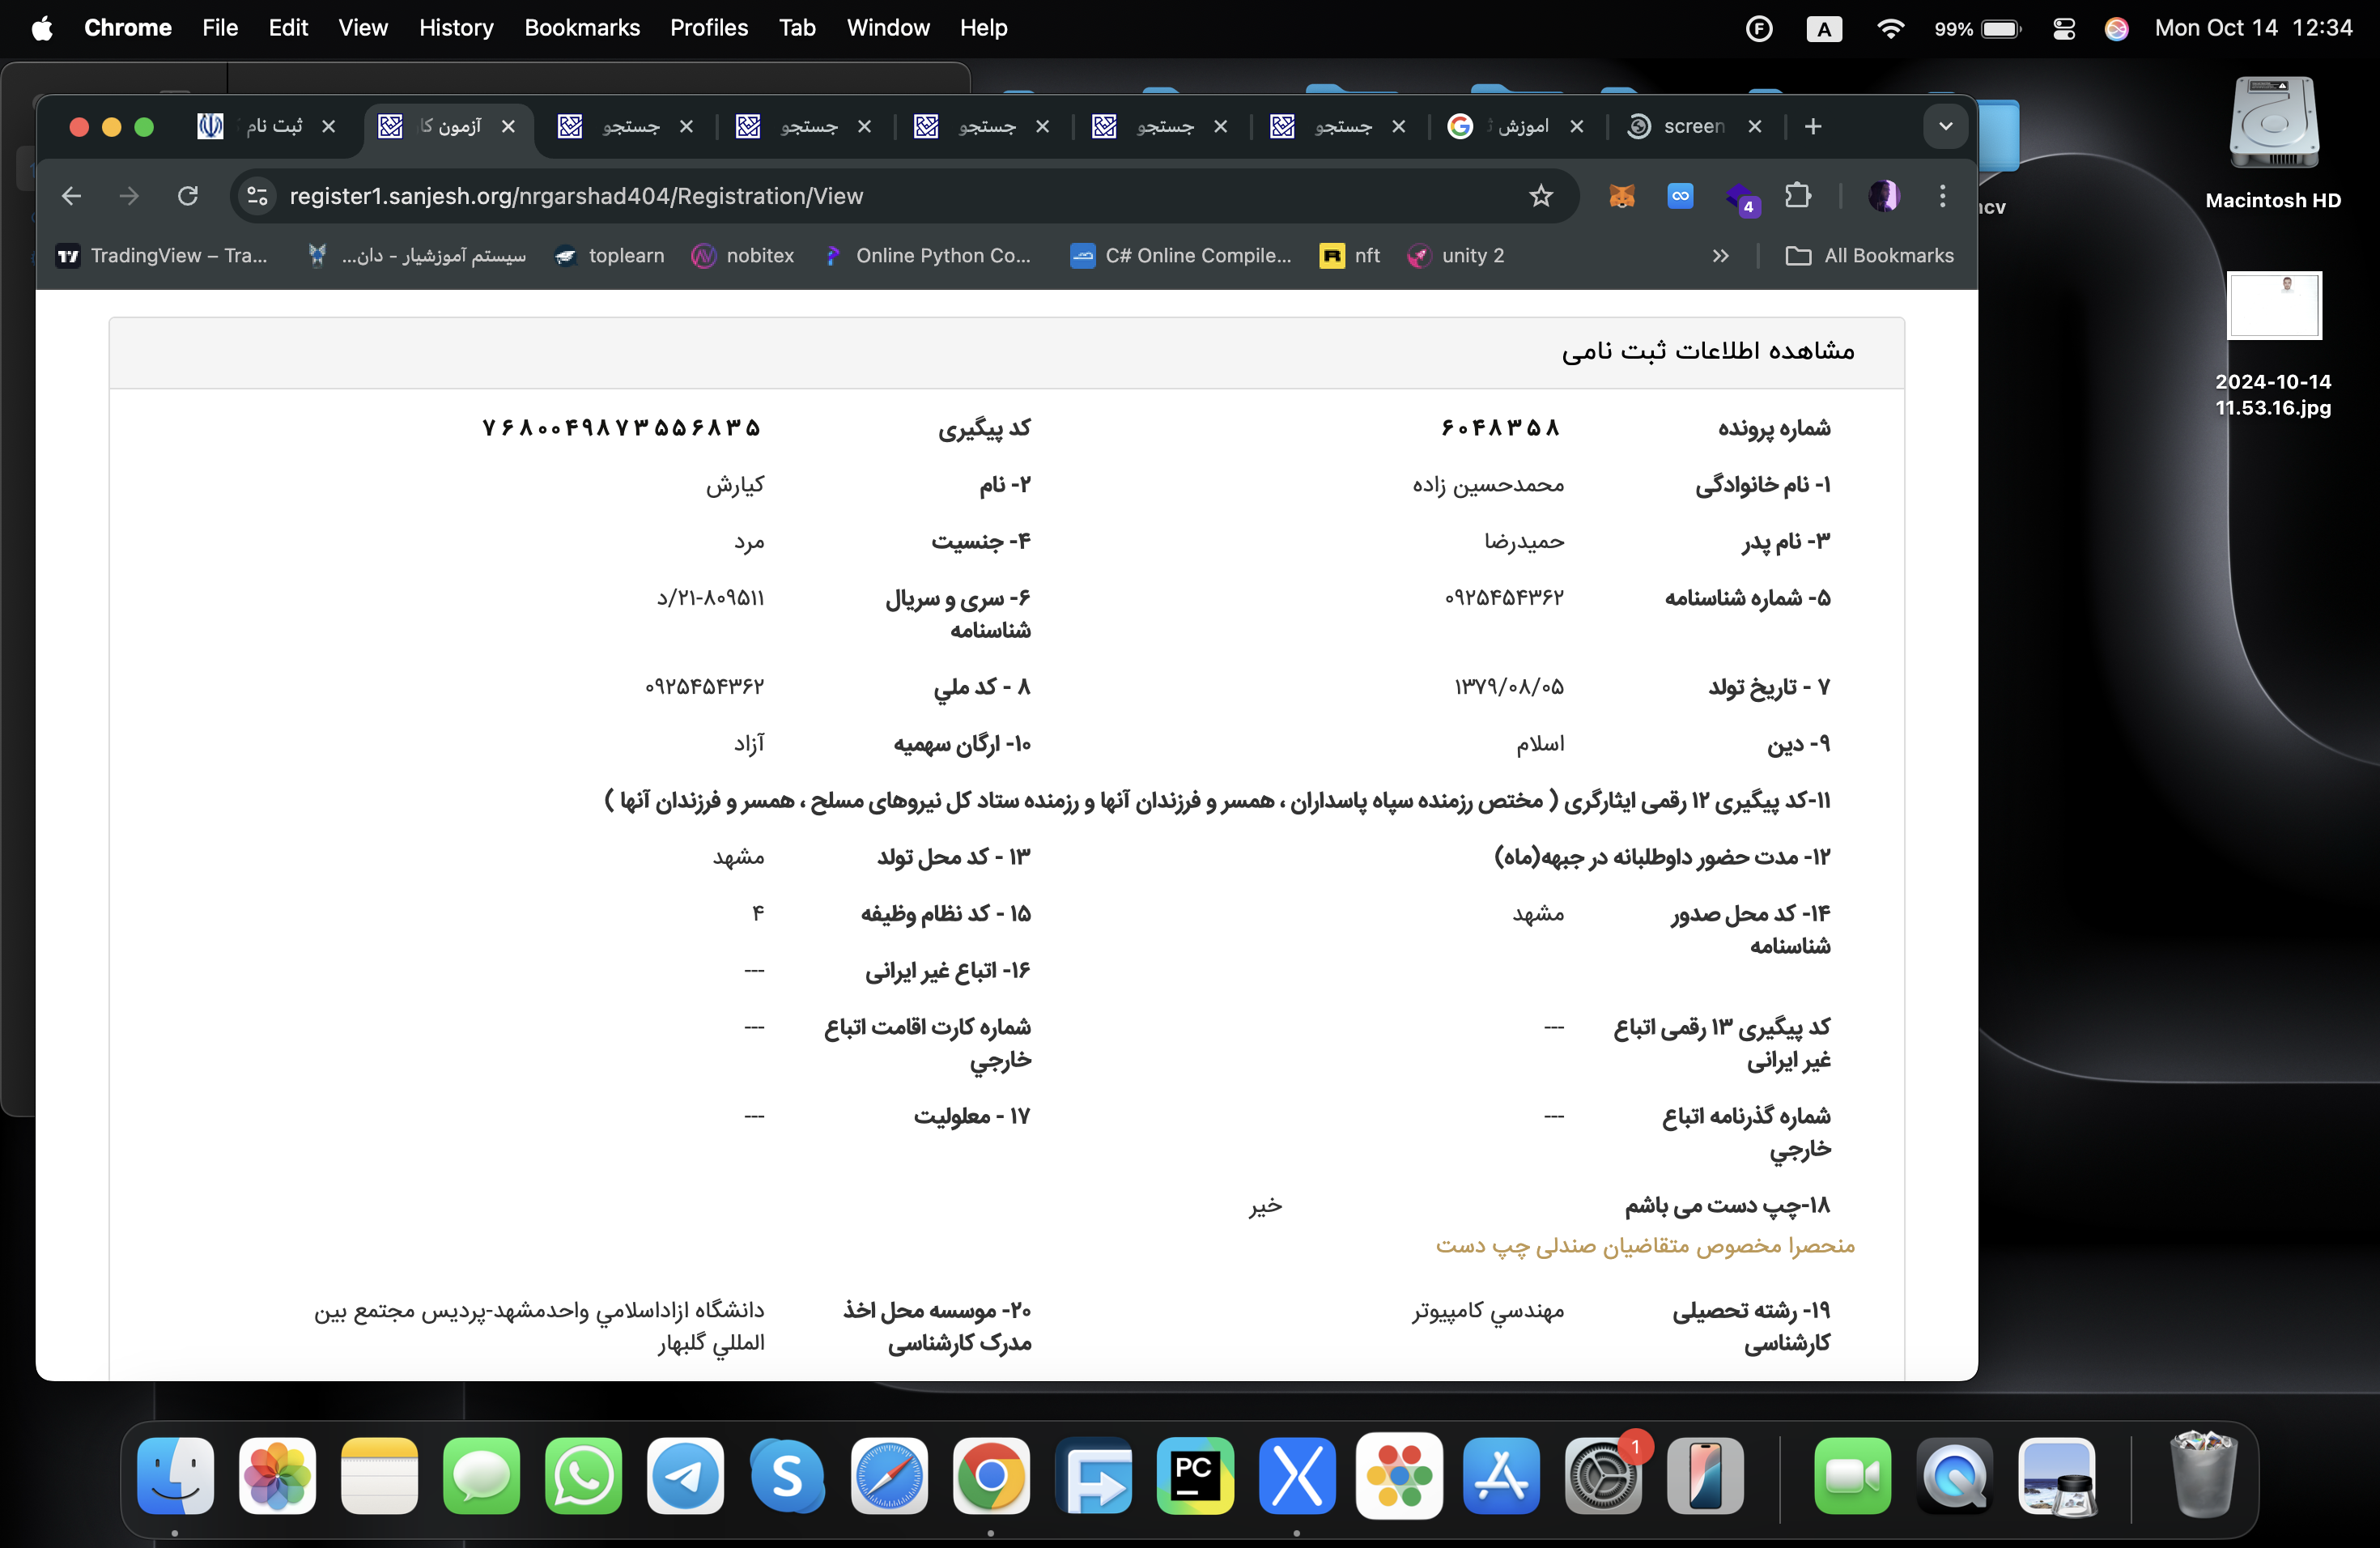 Chrome File Edit View History Bookmarks Profiles Tab Window Help
A 99% Mon Oct 14 12:34
ثبت نام
آزمون کا
جستجو
جستجو
جستجو
جستجو
جستجو
اموزش
screen
register1.sanjesh.org/nrgarshad404/Registration/View
4
TradingView – Tra...
سیستم آموزشیار - دان...
toplearn
nobitex
Online Python Co...
C# Online Compile...
nft
unity 2
All Bookmarks
Macintosh HD
ncv
2024-10-14
11.53.16.jpg
مشاهده اطلاعات ثبت نامی
شماره پرونده ۶۰۴۸۳۵۸ کد پیگیری ۷۶۸۰۰۴۹۸۷۳۵۵۶۸۳۵
۱- نام خانوادگی محمدحسین زاده ۲- نام کیارش
۳- نام پدر حمیدرضا ۴- جنسیت مرد
۵- شماره شناسنامه ۰۹۲۵۴۵۴۳۶۲ ۶- سری و سریال شناسنامه ۲۱-۸۰۹۵۱۱/د
۷ - تاریخ تولد ۱۳۷۹/۰۸/۰۵ ۸ - کد ملي ۰۹۲۵۴۵۴۳۶۲
۹- دین اسلام ۱۰- ارگان سهمیه آزاد
۱۱-کد پیگیری ۱۲ رقمی ایثارگری ( مختص رزمنده سپاه پاسداران ، همسر و فرزندان آنها و رزمنده ستاد کل نیروهای مسلح ، همسر و فرزندان آنها )
۱۲- مدت حضور داوطلبانه در جبهه(ماه) ۱۳ - کد محل تولد مشهد
۱۴- کد محل صدور شناسنامه مشهد ۱۵ - کد نظام وظیفه ۴
۱۶- اتباع غیر ایرانی ---
کد پیگیری ۱۳ رقمی اتباع غیر ایرانی --- شماره کارت اقامت اتباع خارجي ---
شماره گذرنامه اتباع خارجي --- ۱۷ - معلولیت ---
۱۸-چپ دست می باشم خیر
منحصرا مخصوص متقاضیان صندلی چپ دست
۱۹- رشته تحصیلی کارشناسی مهندسي کامپیوتر ۲۰- موسسه محل اخذ مدرک کارشناسی دانشگاه ازاداسلامي واحدمشهد-پردیس مجتمع بین المللي گلبهار
PC
1